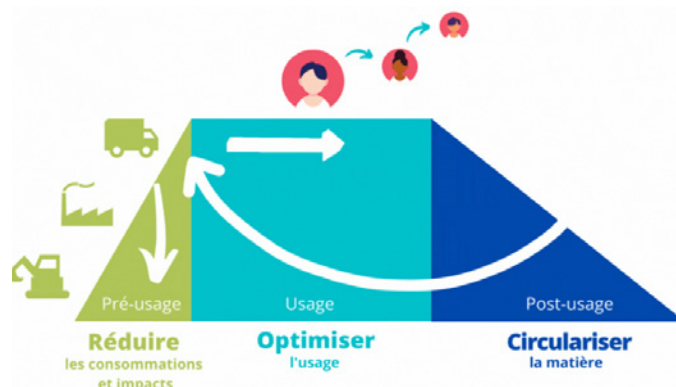 Pré-usage
Usage
Post-usage
Réduire
les consommations
et impacts
Optimiser
l'usage
Circulariser
la matière